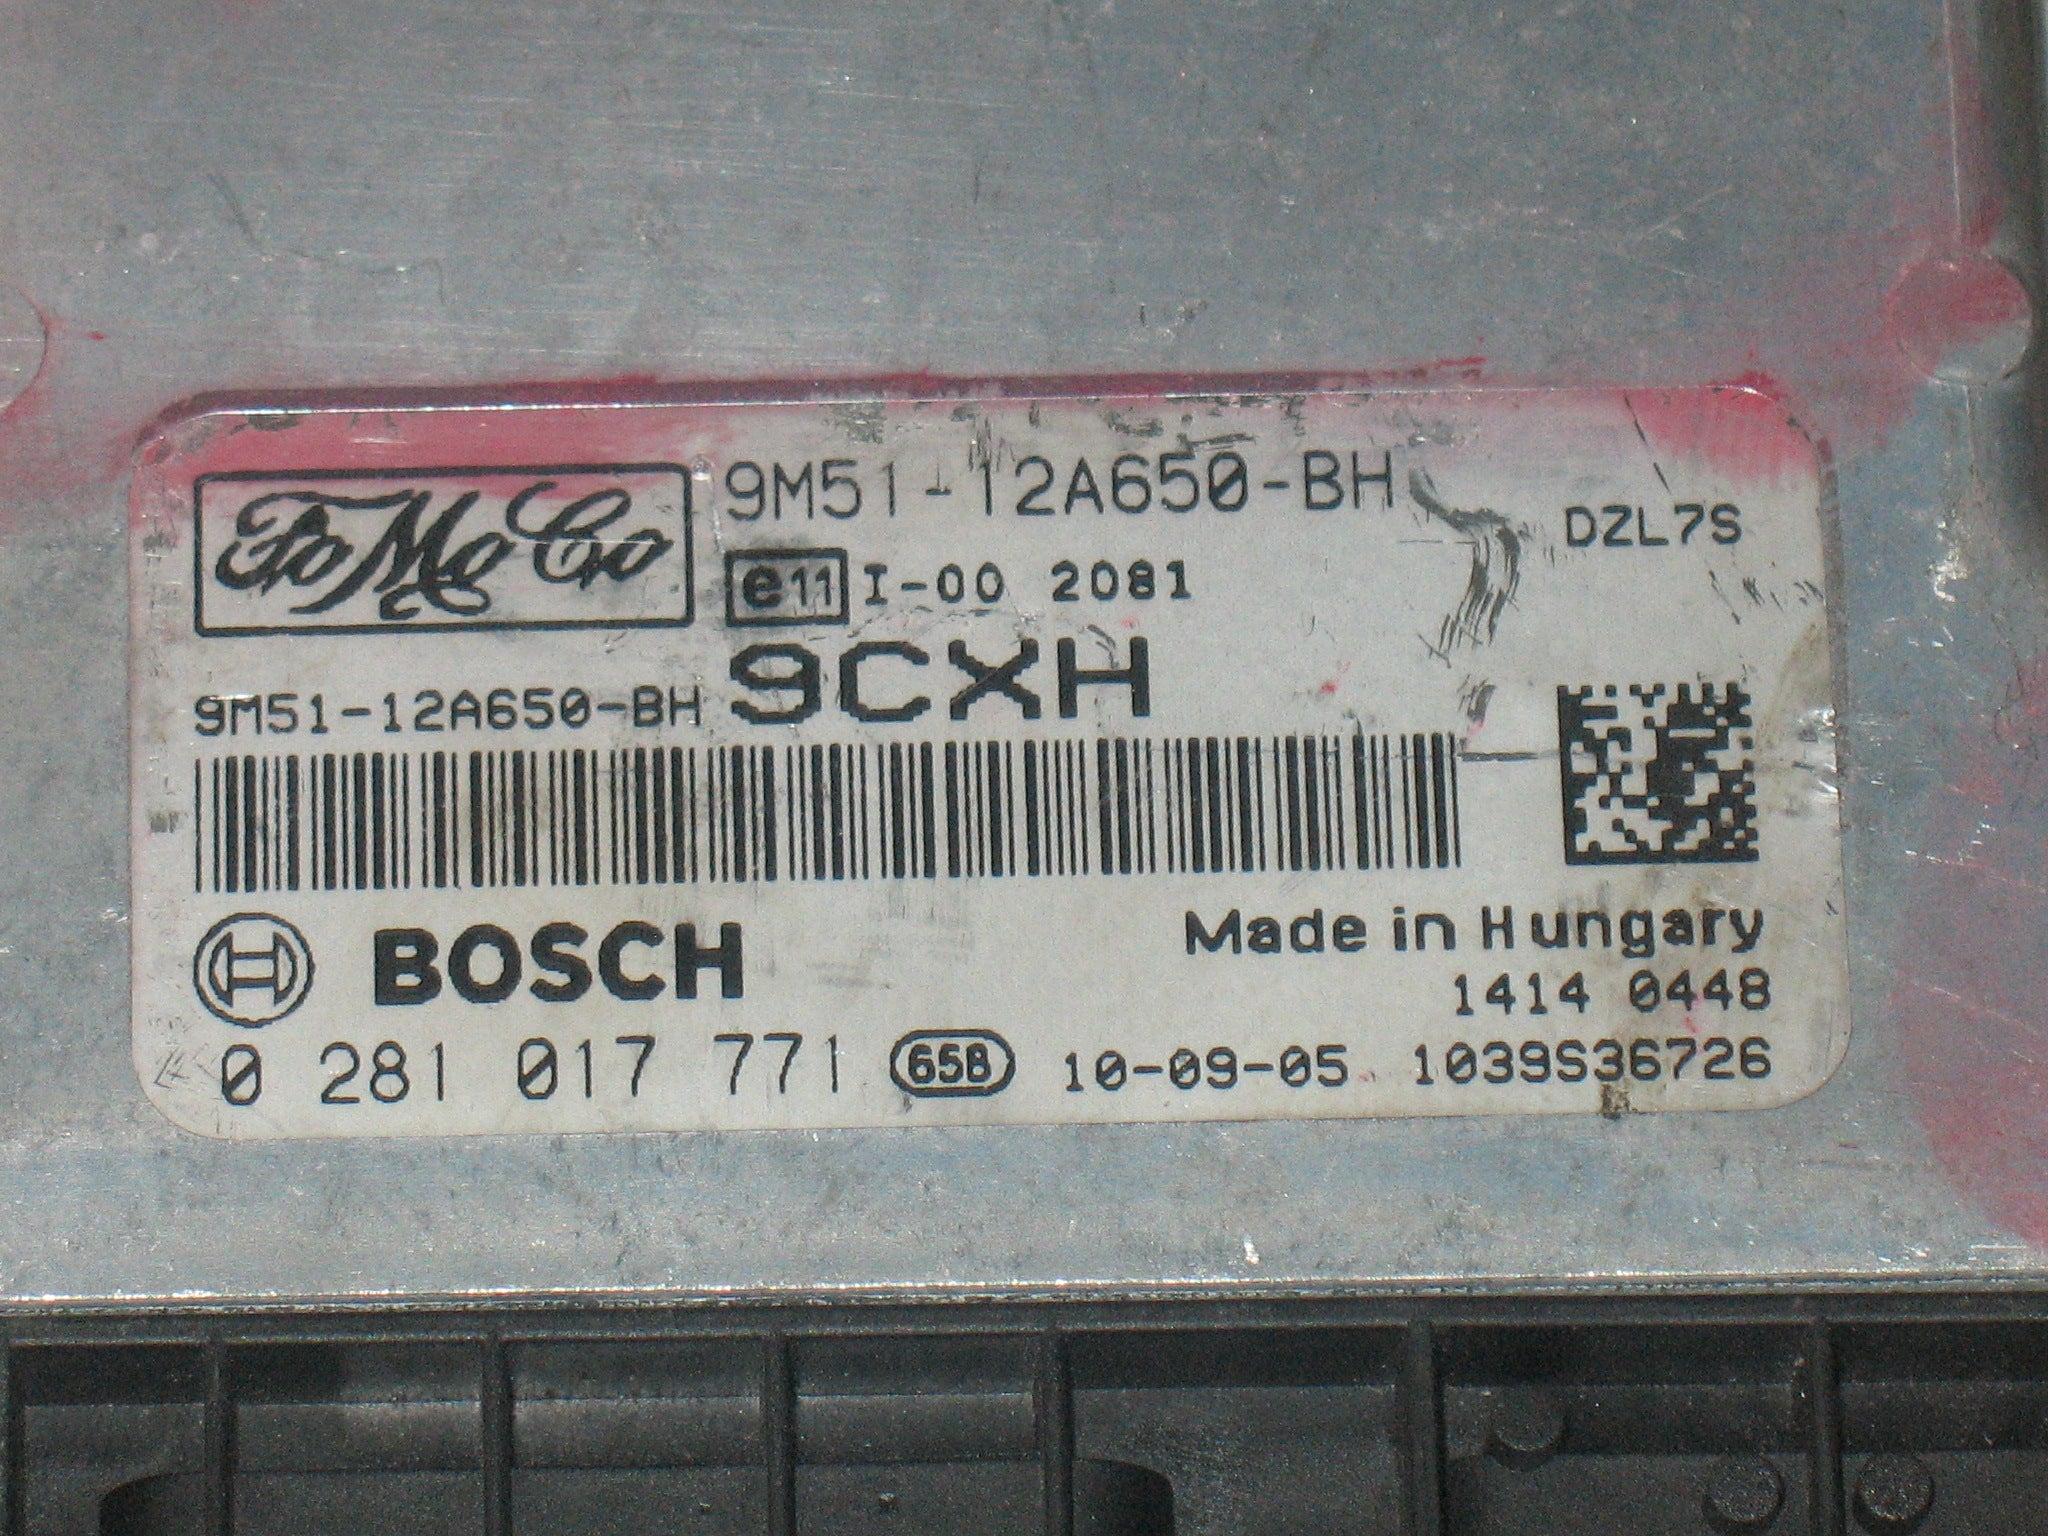 FoMoCo
9M51-12A650-BH
DZL7S
e11 I-00 2081
9CXH
9M51-12A650-BH
BOSCH
Made in Hungary
1414 0448
0 281 017 771 65B 10-09-05 1039S36726